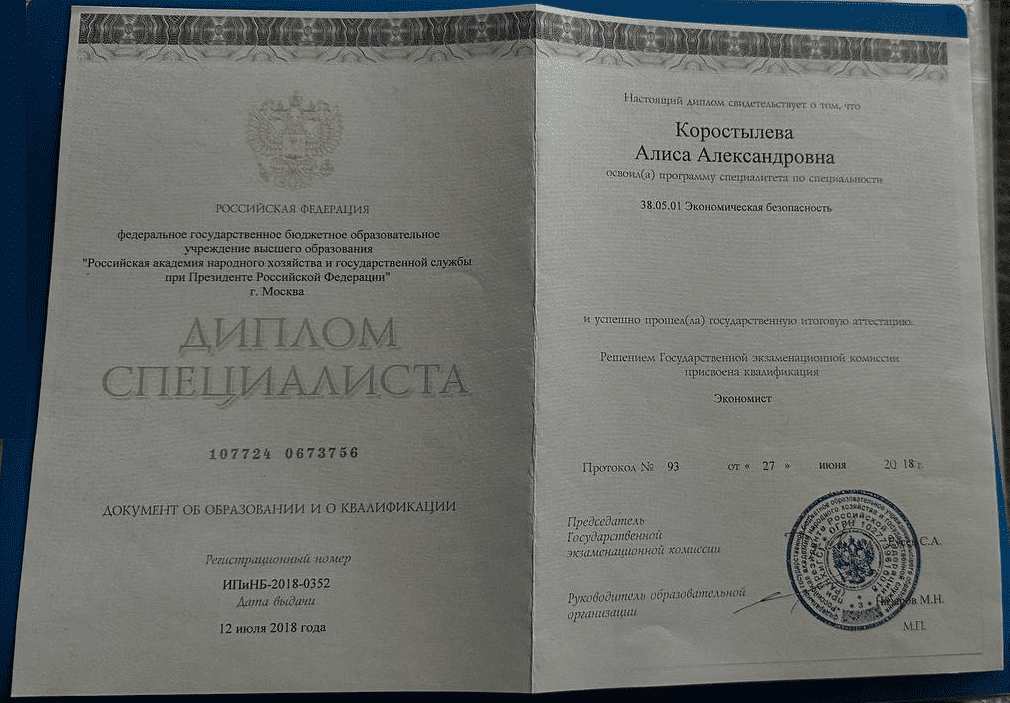 РОССИЙСКАЯ ФЕДЕРАЦИЯ
федеральное государственное бюджетное образовательное
учреждение высшего образования
"Российская академия народного хозяйства и государственной службы
при Президенте Российской Федерации"
г. Москва
ДИПЛОМ
СПЕЦИАЛИСТА
107724 0673756
ДОКУМЕНТ ОБ ОБРАЗОВАНИИ И О КВАЛИФИКАЦИИ
Регистрационный номер
ИПиНБ-2018-0352
Дата выдачи
12 июля 2018 года
Настоящий диплом свидетельствует о том, что
Коростылева
Алиса Александровна
освоил(а) программу специалитета по специальности
38.05.01 Экономическая безопасность
и успешно прошел(ла) государственную итоговую аттестацию
Решением Государственной экзаменационной комиссии
присвоена квалификация
Экономист
Протокол № 93 от « 27 » июня 20 18 г.
Председатель
Государственной
экзаменационной комиссии
С.А.
Руководитель образовательной
организации
М.Н.
М.П.